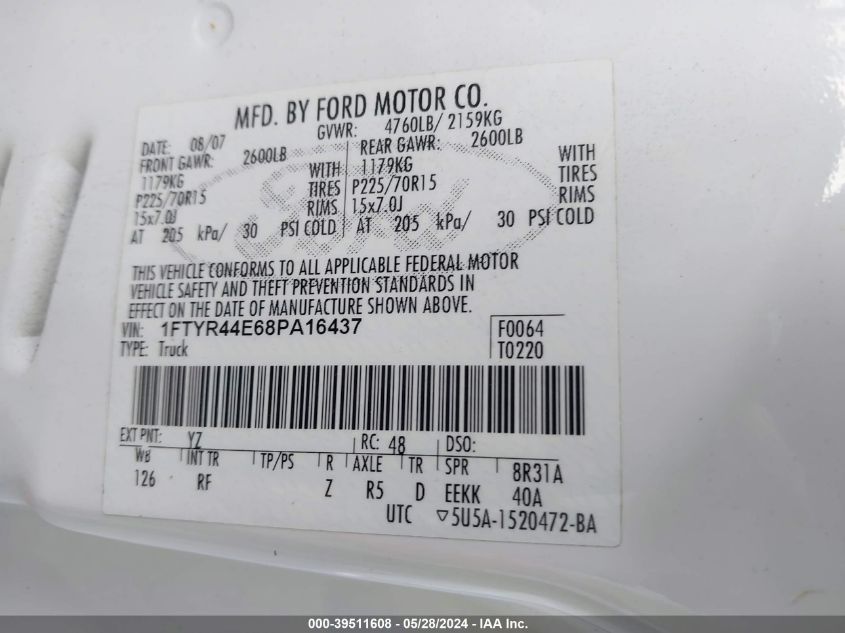 MFD. BY FORD MOTOR CO.
DATE: 08/07 GVWR: 4760LB/ 2159KG
FRONT GAWR: 2600LB REAR GAWR: 2600LB
1179KG WITH 1179KG WITH
P225/70R15 TIRES P225/70R15 TIRES
15x7.0J RIMS 15x7.0J RIMS
AT 205 kPa/ 30 PSI COLD AT 205 kPa/ 30 PSI COLD
Ford
THIS VEHICLE CONFORMS TO ALL APPLICABLE FEDERAL MOTOR
VEHICLE SAFETY AND THEFT PREVENTION STANDARDS IN
EFFECT ON THE DATE OF MANUFACTURE SHOWN ABOVE.
VIN: 1FTYR44E68PA16437 F0064
TYPE: Truck T0220
EXT PNT: YZ RC: 48 DSO:
WB INT TR TP/PS R AXLE TR SPR 8R31A
126 RF Z R5 D EEKK 40A
UTC ▽5U5A-1520472-BA
000-39511608 - 05/28/2024 - IAA Inc.